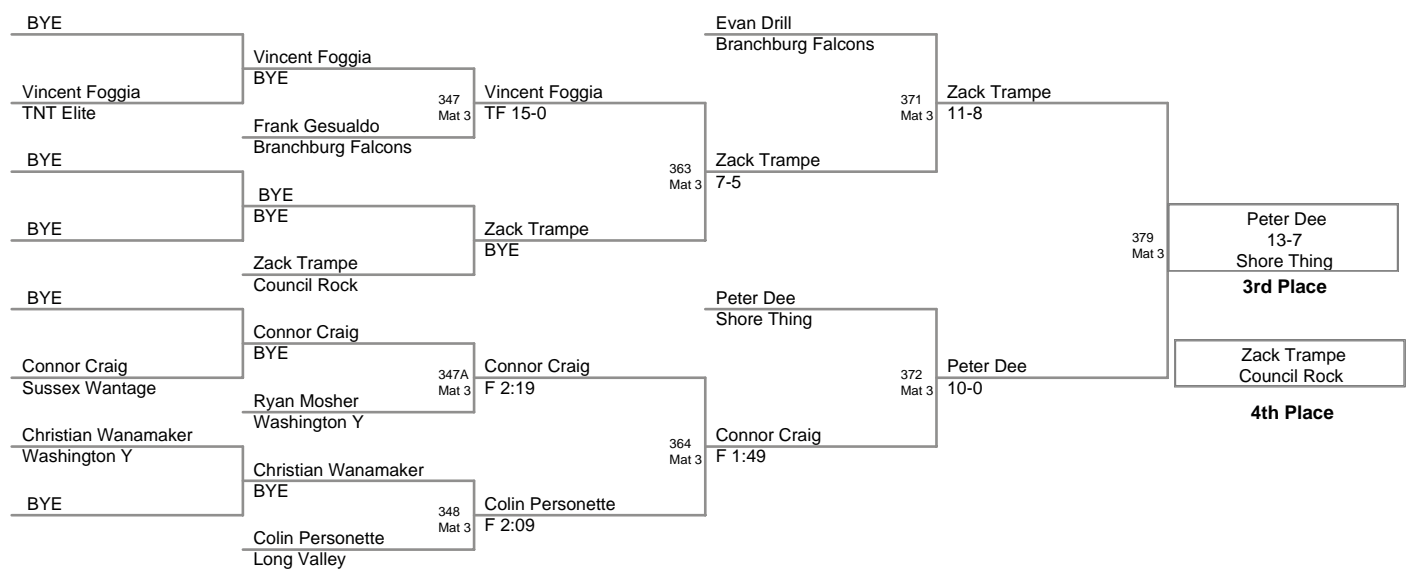 BYE
Vincent Foggia
TNT Elite
BYE
BYE
BYE
Connor Craig
Sussex Wantage
Christian Wanamaker
Washington Y
BYE
Vincent Foggia
BYE
Frank Gesualdo
Branchburg Falcons
BYE
BYE
Zack Trampe
Council Rock
Connor Craig
BYE
Ryan Mosher
Washington Y
Christian Wanamaker
BYE
Colin Personette
Long Valley
347
Mat 3
347A
Mat 3
348
Mat 3
Vincent Foggia
TF 15-0
Zack Trampe
BYE
Connor Craig
F 2:19
Colin Personette
F 2:09
363
Mat 3
364
Mat 3
Evan Drill
Branchburg Falcons
Zack Trampe
7-5
Peter Dee
Shore Thing
Connor Craig
F 1:49
371
Mat 3
372
Mat 3
Zack Trampe
11-8
Peter Dee
10-0
379
Mat 3
Peter Dee
13-7
Shore Thing
3rd Place
Zack Trampe
Council Rock
4th Place